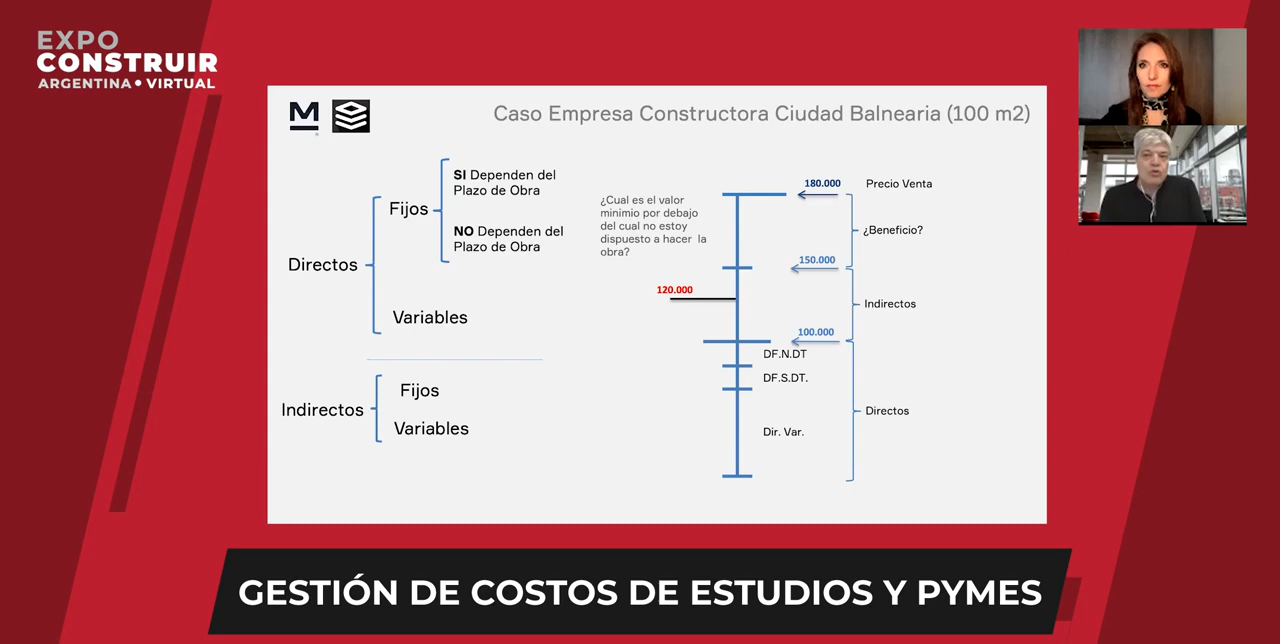 EXPO
CONSTRUIR
ARGENTINA • VIRTUAL
M
Caso Empresa Constructora Ciudad Balnearia (100 m2)
SI Dependen del
Plazo de Obra
Fijos
NO Dependen del
Plazo de Obra
Directos
Variables
Fijos
Indirectos
Variables
¿Cual es el valor
minimio por debajo
del cual no estoy
dispuesto a hacer la
obra?
180.000
Precio Venta
¿Beneficio?
150.000
120.000
Indirectos
100.000
DF.N.DT
DF.S.DT.
Directos
Dir. Var.
GESTIÓN DE COSTOS DE ESTUDIOS Y PYMES